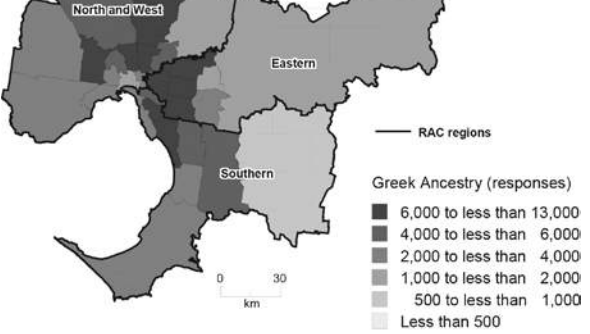 North and West
Eastern
RAC regions
Southern
Greek Ancestry (responses)
6,000 to less than 13,000
4,000 to less than 6,000
2,000 to less than 4,000
1,000 to less than 2,000
500 to less than 1,000
Less than 500
0 30
km